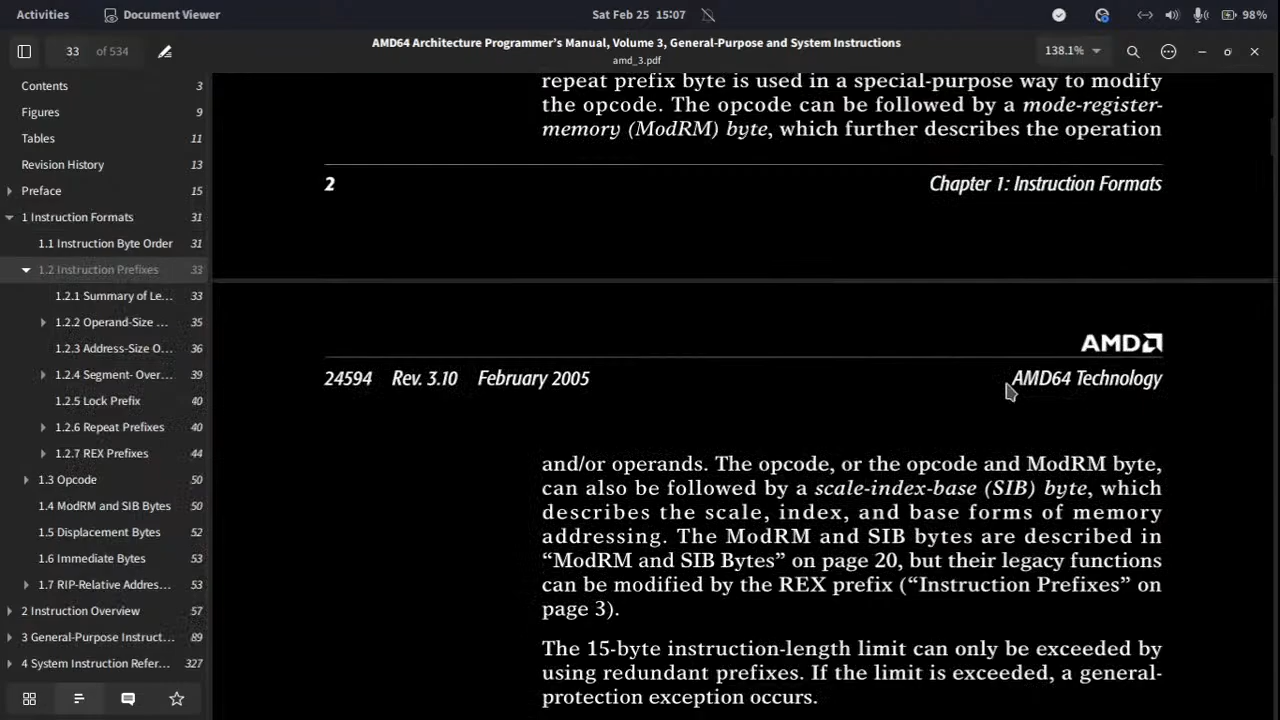 Activities
Document Viewer
Sat Feb 25 15:07
98%
33 of 534
AMD64 Architecture Programmer's Manual, Volume 3, General-Purpose and System Instructions
amd_3.pdf
138.1%
Contents 3
Figures 9
Tables 11
Revision History 13
Preface 15
1 Instruction Formats 31
1.1 Instruction Byte Order 31
1.2 Instruction Prefixes 33
1.2.1 Summary of Le... 33
1.2.2 Operand-Size ... 35
1.2.3 Address-Size O... 36
1.2.4 Segment- Over... 39
1.2.5 Lock Prefix 40
1.2.6 Repeat Prefixes 40
1.2.7 REX Prefixes 44
1.3 Opcode 50
1.4 ModRM and SIB Bytes 50
1.5 Displacement Bytes 52
1.6 Immediate Bytes 53
1.7 RIP-Relative Addres... 53
2 Instruction Overview 57
3 General-Purpose Instruct... 89
4 System Instruction Refer... 327
repeat prefix byte is used in a special-purpose way to modify
the opcode. The opcode can be followed by a mode-register-
memory (ModRM) byte, which further describes the operation
2 Chapter 1: Instruction Formats
AMD
24594 Rev. 3.10 February 2005 AMD64 Technology
and/or operands. The opcode, or the opcode and ModRM byte,
can also be followed by a scale-index-base (SIB) byte, which
describes the scale, index, and base forms of memory
addressing. The ModRM and SIB bytes are described in
“ModRM and SIB Bytes” on page 20, but their legacy functions
can be modified by the REX prefix (“Instruction Prefixes” on
page 3).
The 15-byte instruction-length limit can only be exceeded by
using redundant prefixes. If the limit is exceeded, a general-
protection exception occurs.